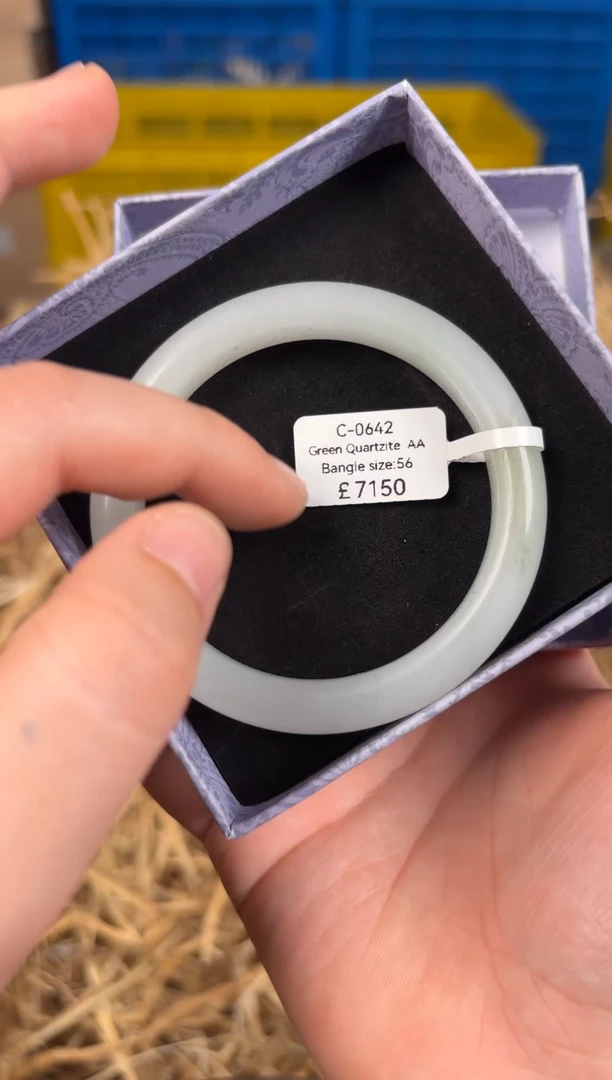 C-0642
Green Quartzite AA
Bangle size:56
£7150